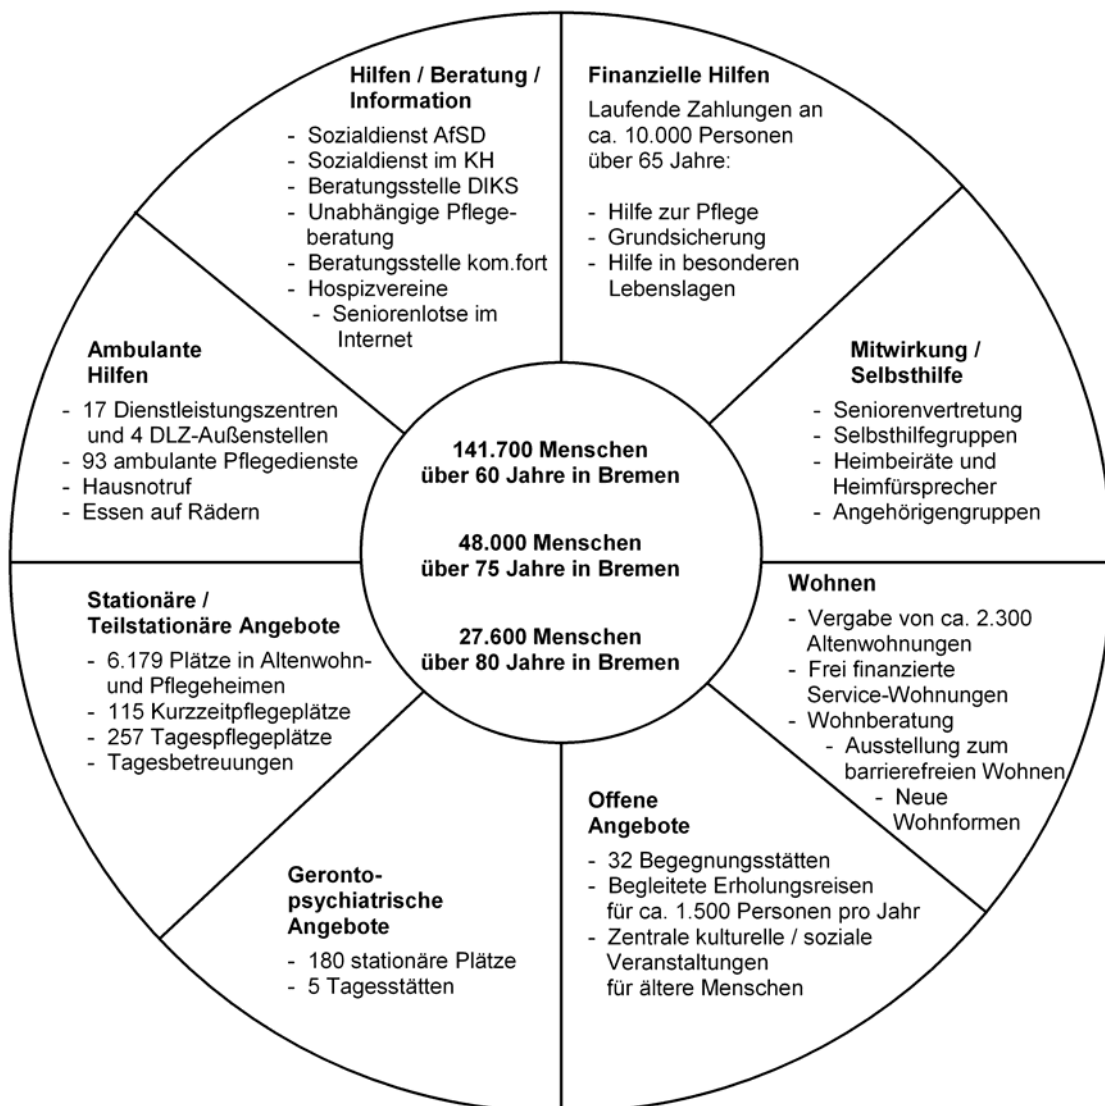 Hilfen / Beratung /
Information
- Sozialdienst AfSD
- Sozialdienst im KH
- Beratungsstelle DIKS
- Unabhängige Pflege-
beratung
- Beratungsstelle kom.fort
- Hospizvereine
- Seniorenlotse im
Internet
Finanzielle Hilfen
Laufende Zahlungen an
ca. 10.000 Personen
über 65 Jahre:
- Hilfe zur Pflege
- Grundsicherung
- Hilfe in besonderen
Lebenslagen
Mitwirkung /
Selbsthilfe
- Seniorenvertretung
- Selbsthilfegruppen
- Heimbeiräte und
Heimfürsprecher
- Angehörigengruppen
Wohnen
- Vergabe von ca. 2.300
Altenwohnungen
- Frei finanzierte
Service-Wohnungen
- Wohnberatung
- Ausstellung zum
barrierefreien Wohnen
- Neue
Wohnformen
Offene
Angebote
- 32 Begegnungsstätten
- Begleitete Erholungsreisen
für ca. 1.500 Personen pro Jahr
- Zentrale kulturelle / soziale
Veranstaltungen
für ältere Menschen
Geronto-
psychiatrische
Angebote
- 180 stationäre Plätze
- 5 Tagesstätten
Stationäre /
Teilstationäre Angebote
- 6.179 Plätze in Altenwohn-
und Pflegeheimen
- 115 Kurzzeitpflegeplätze
- 257 Tagespflegeplätze
- Tagesbetreuungen
Ambulante
Hilfen
- 17 Dienstleistungszentren
und 4 DLZ-Außenstellen
- 93 ambulante Pflegedienste
- Hausnotruf
- Essen auf Rädern
141.700 Menschen
über 60 Jahre in Bremen
48.000 Menschen
über 75 Jahre in Bremen
27.600 Menschen
über 80 Jahre in Bremen